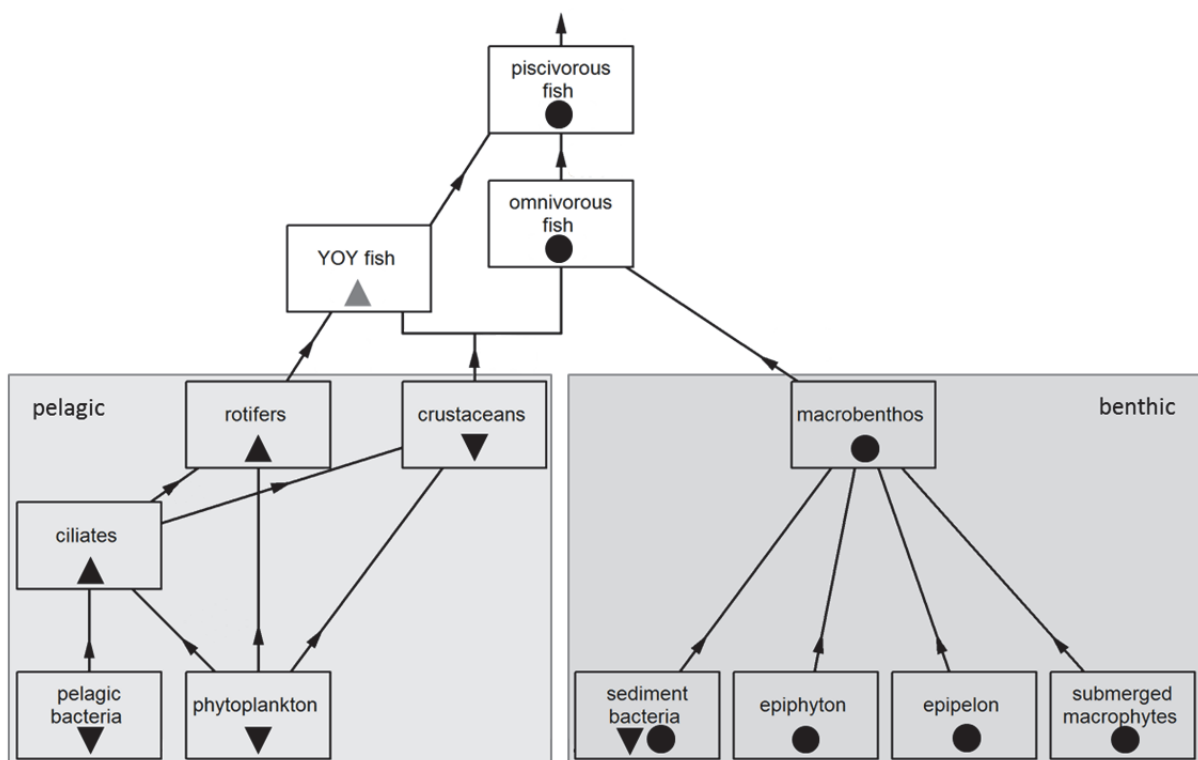 piscivorous
fish
omnivorous
fish
YOY fish
pelagic
rotifers
crustaceans
macrobenthos
benthic
ciliates
pelagic
bacteria
phytoplankton
sediment
bacteria
epiphyton
epipelon
submerged
macrophytes